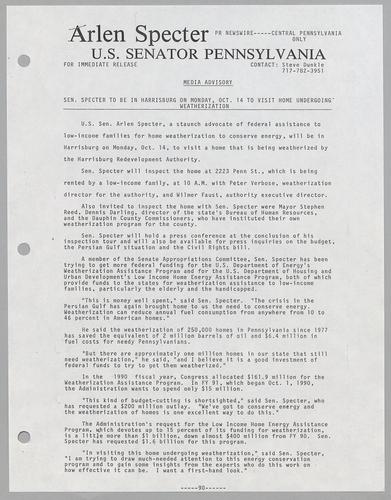 Arlen Specter PR NEWSWIRE-----CENTRAL PENNSYLVANIA
ONLY
U.S. SENATOR PENNSYLVANIA
FOR IMMEDIATE RELEASE CONTACT: Steve Dunkle
717-782-3951
MEDIA ADVISORY
SEN. SPECTER TO BE IN HARRISBURG ON MONDAY, OCT. 14 TO VISIT HOME UNDERGOING
WEATHERIZATION
U.S. Sen. Arlen Specter, a staunch advocate of federal assistance to
low-income families for home weatherization to conserve energy, will be in
Harrisburg on Monday, Oct. 14, to visit a home that is being weatherized by
the Harrisburg Redevelopment Authority.
Sen. Specter will inspect the home at 2223 Penn St., which is being
rented by a low-income family, at 10 A.M. with Peter Verbose, weatherization
director for the authority, and Wilmer Faust, authority executive director.
Also invited to inspect the home with Sen. Specter were Mayor Stephen
Reed, Dennis Darling, director of the state's Bureau of Human Resources,
and the Dauphin County Commissioners, who have instituted their own
weatherization program for the county.
Sen. Specter will hold a press conference at the conclusion of his
inspection tour and will also be available for press inquiries on the budget,
the Persian Gulf situation and the Civil Rights bill.
A member of the Senate Appropriations Committee, Sen. Specter has been
trying to get more federal funding for the U.S. Department of Energy's
Weatherization Assistance Program and for the U.S. Department of Housing and
Urban Development's Low Income Home Energy Assistance Program, both of which
provide funds to the states for weatherization assistance to low-income
families, particularly the elderly and the handicapped.
"This is money well spent," said Sen. Specter. "The crisis in the
Persian Gulf has again brought home to us the need to conserve energy.
Weatherization can reduce annual fuel consumption from anywhere from 10 to
46 percent in American homes."
He said the weatherization of 250,000 homes in Pennsylvania since 1977
has saved the equivalent of 2 million barrels of oil and $6.4 million in
fuel costs for needy Pennsylvanians.
"But there are approximately one million homes in our state that still
need weatherization," he said, "and I believe it is a good investment of
federal funds to try to get them weatherized."
In the 1990 fiscal year, Congress allocated $161.9 million for the
Weatherization Assistance Program. In FY 91, which began Oct. 1, 1990,
the Administration wants to spend only $15 million.
"This kind of budget-cutting is shortsighted," said Sen. Specter, who
has requested a $200 million outlay. "We've got to conserve energy and
the weatherization of homes is one excellent way to do this."
The Administration's request for the Low Income Home Energy Assistance
Program, which devotes up to 15 percent of its funding for weatherization,
is a little more than $1 billion, down almost $400 million from FY 90. Sen.
Specter has requested $1.6 billion for this program.
"In visiting this home undergoing weatherization," said Sen. Specter,
"I am trying to draw much-needed attention to this energy conservation
program and to gain some insights from the experts who do this work on
how effective it can be. I want a first-hand look."
-----90-----